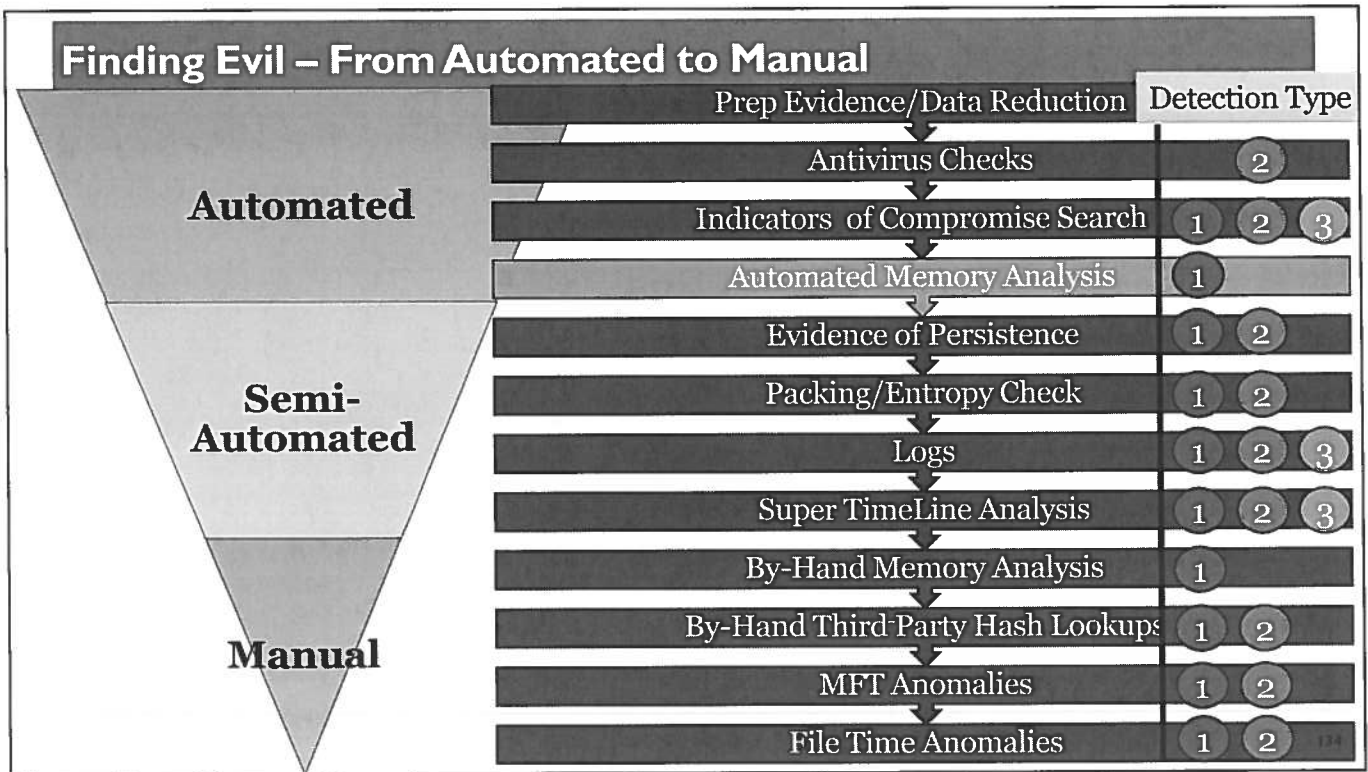 Finding Evil – From Automated to Manual
Prep Evidence/Data Reduction Detection Type
Antivirus Checks 2
Automated
Indicators of Compromise Search 1 2 3
Automated Memory Analysis 1
Evidence of Persistence 1 2
Semi-
Automated
Packing/Entropy Check 1 2
Logs 1 2 3
Super TimeLine Analysis 1 2 3
By-Hand Memory Analysis 1
By-Hand Third-Party Hash Lookups 1 2
Manual
MFT Anomalies 1 2
File Time Anomalies 1 2 134